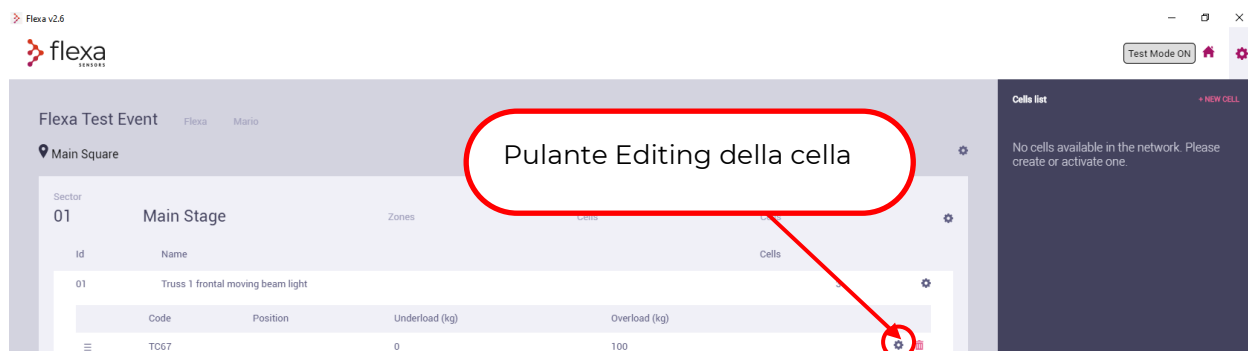 Flexa v2.6
flexa
SENSORS
Test Mode ON
Cells list
+ NEW CELL
Flexa Test Event Flexa Mario
Main Square
Pulante Editing della cella
No cells available in the network. Please
create or activate one.
Sector
01 Main Stage Zones Cells
Id Name Cells
01 Truss 1 frontal moving beam light
Code Position Underload (kg) Overload (kg)
TC67 0 100